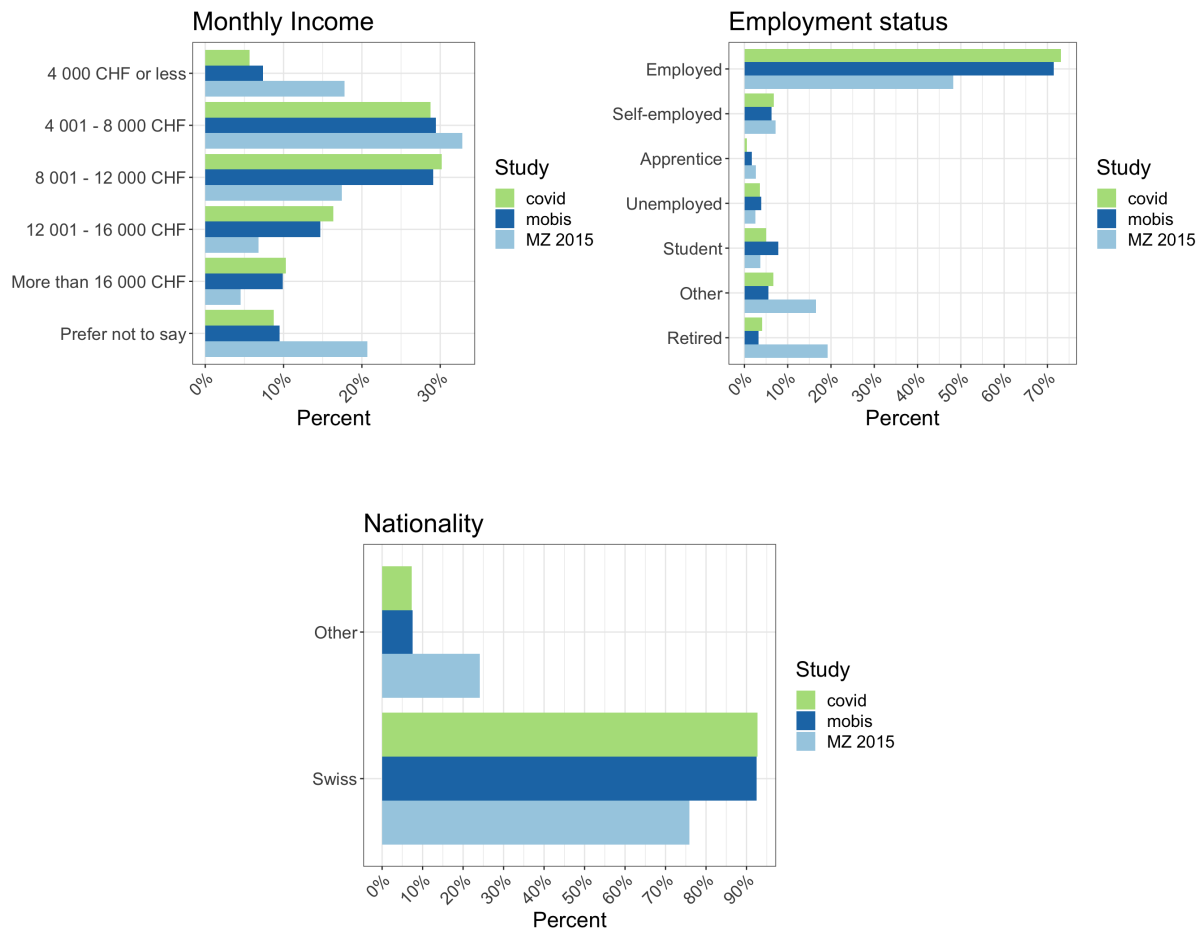 Monthly Income
4 000 CHF or less
4 001 - 8 000 CHF
8 001 - 12 000 CHF
12 001 - 16 000 CHF
More than 16 000 CHF
Prefer not to say
0% 10% 20% 30%
Percent
Study
covid
mobis
MZ 2015
Employment status
Employed
Self-employed
Apprentice
Unemployed
Student
Other
Retired
0% 10% 20% 30% 40% 50% 60% 70%
Percent
Study
covid
mobis
MZ 2015
Nationality
Other
Swiss
0% 10% 20% 30% 40% 50% 60% 70% 80% 90%
Percent
Study
covid
mobis
MZ 2015